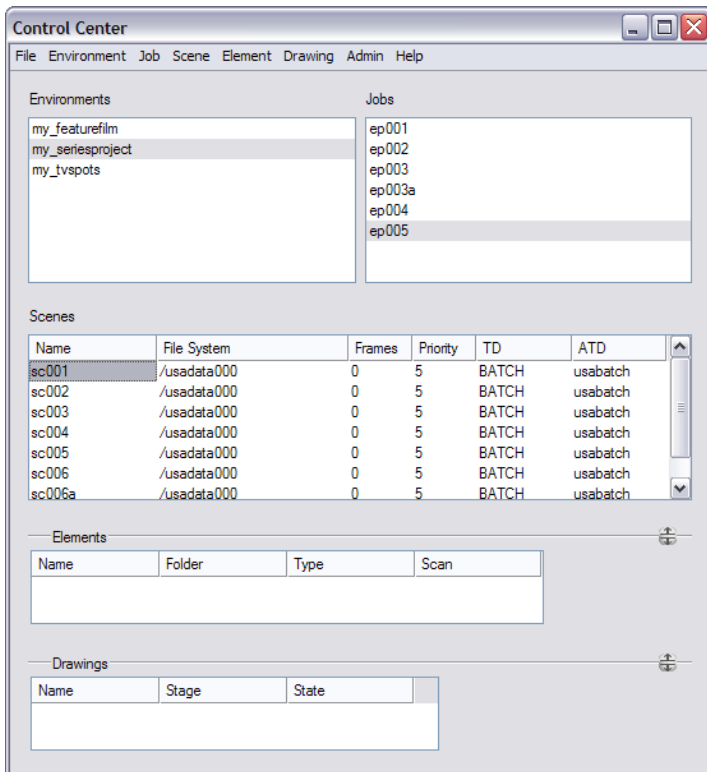 Control Center
File Environment Job Scene Element Drawing Admin Help
Environments
my_featurefilm
my_seriesproject
my_tvspots
Jobs
ep001
ep002
ep003
ep003a
ep004
ep005
Scenes
Name File System Frames Priority TD ATD
sc001 /usadata000 0 5 BATCH usabatch
sc002 /usadata000 0 5 BATCH usabatch
sc003 /usadata000 0 5 BATCH usabatch
sc004 /usadata000 0 5 BATCH usabatch
sc005 /usadata000 0 5 BATCH usabatch
sc006 /usadata000 0 5 BATCH usabatch
sc006a /usadata000 0 5 BATCH usabatch
Elements
Name Folder Type Scan
Drawings
Name Stage State